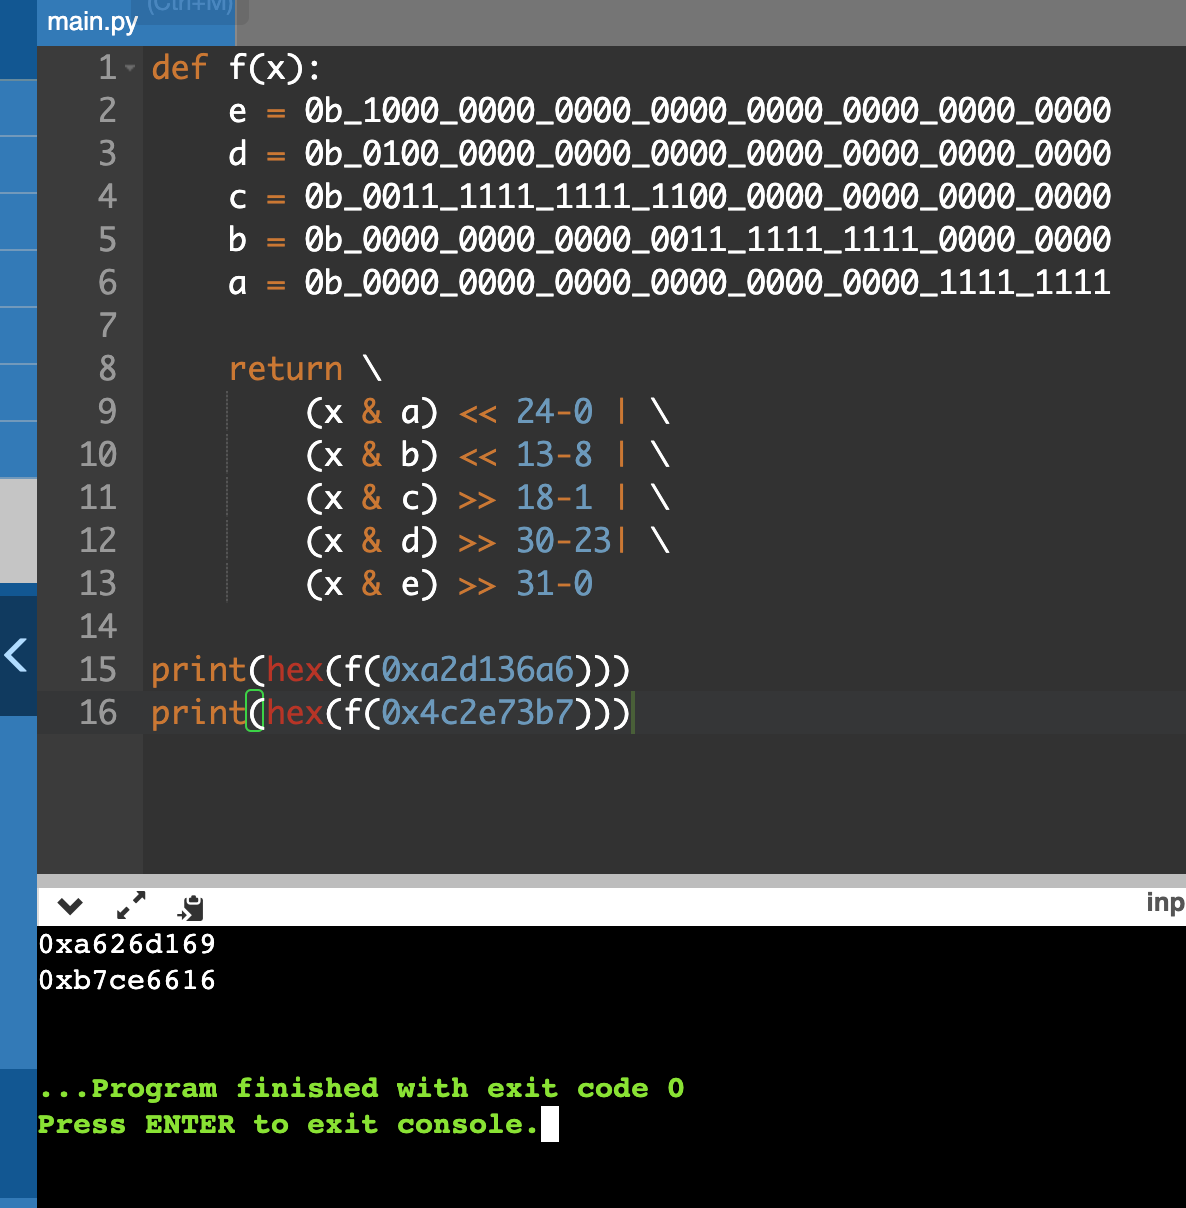 (Ctrl+M)
main.py
1 def f(x):
2     e = 0b_1000_0000_0000_0000_0000_0000_0000_0000
3     d = 0b_0100_0000_0000_0000_0000_0000_0000_0000
4     c = 0b_0011_1111_1111_1100_0000_0000_0000_0000
5     b = 0b_0000_0000_0000_0011_1111_1111_0000_0000
6     a = 0b_0000_0000_0000_0000_0000_0000_1111_1111
7
8     return \
9         (x & a) << 24-0 | \
10         (x & b) << 13-8 | \
11         (x & c) >> 18-1 | \
12         (x & d) >> 30-23| \
13         (x & e) >> 31-0
14
15 print(hex(f(0xa2d136a6)))
16 print(hex(f(0x4c2e73b7)))
inp
0xa626d169
0xb7ce6616
...Program finished with exit code 0
Press ENTER to exit console.